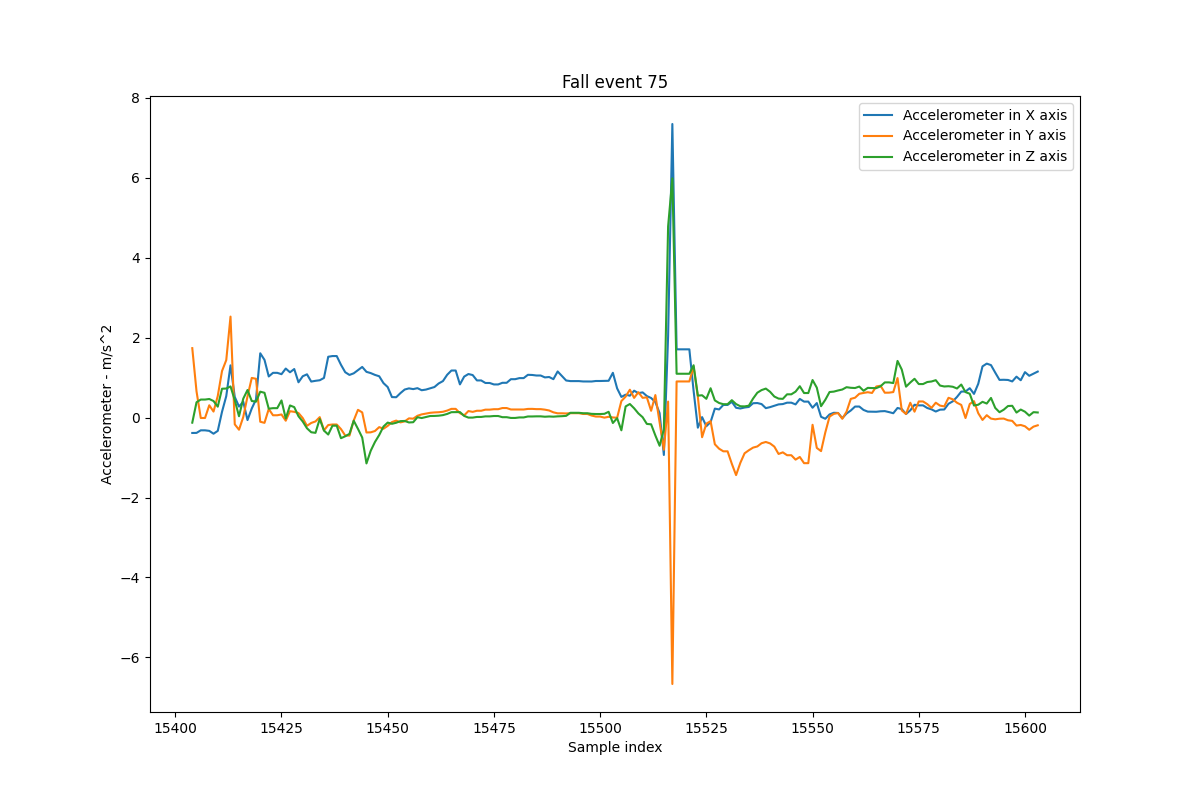 Fall event 75
Accelerometer in X axis
Accelerometer in Y axis
Accelerometer in Z axis
Accelerometer - m/s^2
8
6
4
2
0
−2
−4
−6
15400 15425 15450 15475 15500 15525 15550 15575 15600
Sample index